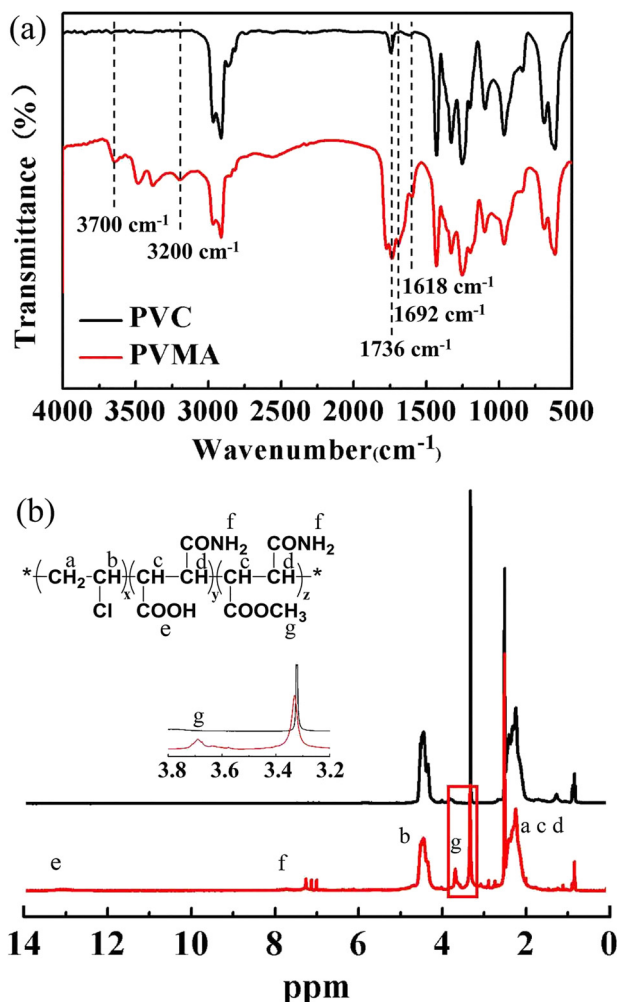 (a)
Transmittance (%)
3700 cm-1
3200 cm-1
1618 cm-1
1692 cm-1
1736 cm-1
PVC
PVMA
4000 3500 3000 2500 2000 1500 1000 500
Wavenumber(cm-1)
(b)
f f
CONH2 CONH2
a b c d c d
*(CH2-CH)(CH-CH)(CH-CH)*
x y z
Cl COOH COOCH3
e g
g
3.8 3.6 3.4 3.2
e f b g a c d
14 12 10 8 6 4 2 0
ppm